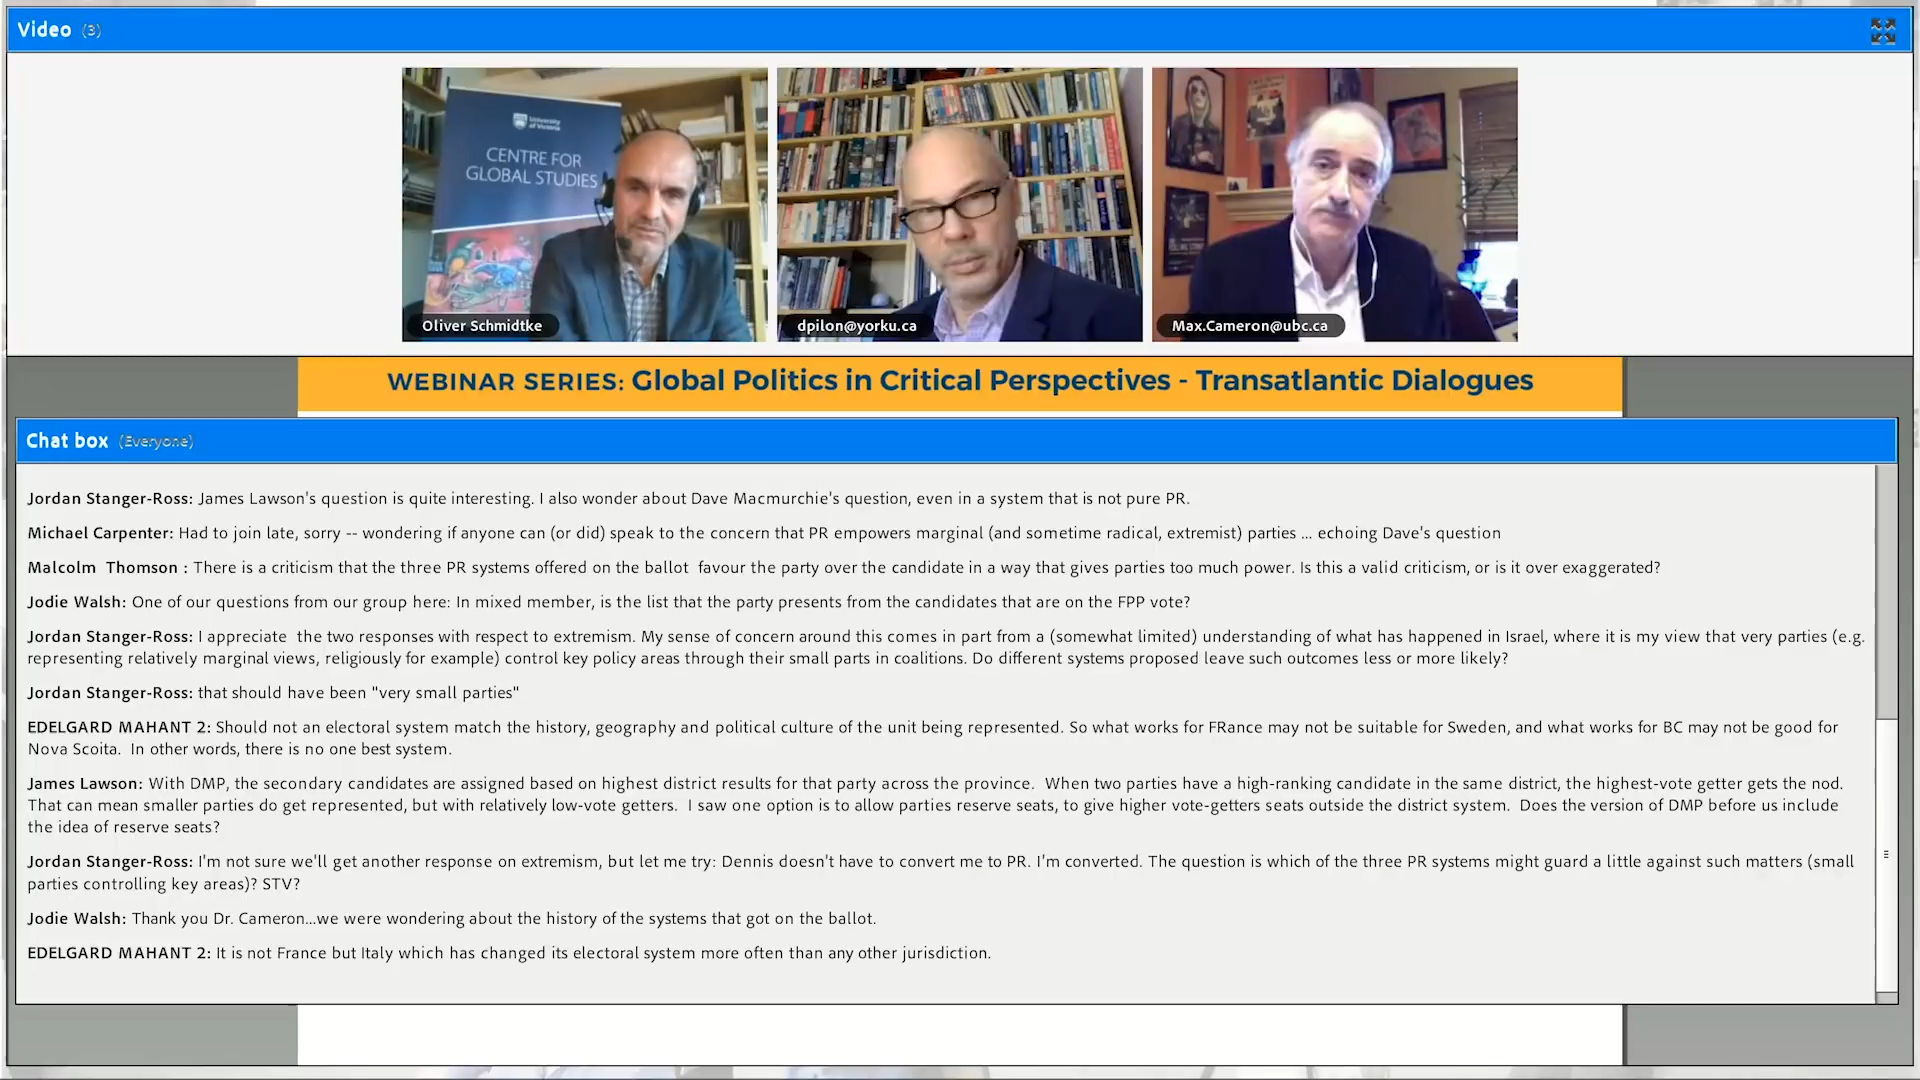 Video (3)
University
of Victoria
CENTRE FOR
GLOBAL STUDIES
Oliver Schmidtke
dpilon@yorku.ca
Max.Cameron@ubc.ca
WEBINAR SERIES: Global Politics in Critical Perspectives - Transatlantic Dialogues
Chat box (Everyone)
Jordan Stanger-Ross: James Lawson's question is quite interesting. I also wonder about Dave Macmurchie's question, even in a system that is not pure PR.
Michael Carpenter: Had to join late, sorry -- wondering if anyone can (or did) speak to the concern that PR empowers marginal (and sometime radical, extremist) parties ... echoing Dave's question
Malcolm Thomson : There is a criticism that the three PR systems offered on the ballot favour the party over the candidate in a way that gives parties too much power. Is this a valid criticism, or is it over exaggerated?
Jodie Walsh: One of our questions from our group here: In mixed member, is the list that the party presents from the candidates that are on the FPP vote?
Jordan Stanger-Ross: I appreciate the two responses with respect to extremism. My sense of concern around this comes in part from a (somewhat limited) understanding of what has happened in Israel, where it is my view that very parties (e.g.
representing relatively marginal views, religiously for example) control key policy areas through their small parts in coalitions. Do different systems proposed leave such outcomes less or more likely?
Jordan Stanger-Ross: that should have been "very small parties"
EDELGARD MAHANT 2: Should not an electoral system match the history, geography and political culture of the unit being represented. So what works for FRance may not be suitable for Sweden, and what works for BC may not be good for
Nova Scoita. In other words, there is no one best system.
James Lawson: With DMP, the secondary candidates are assigned based on highest district results for that party across the province. When two parties have a high-ranking candidate in the same district, the highest-vote getter gets the nod.
That can mean smaller parties do get represented, but with relatively low-vote getters. I saw one option is to allow parties reserve seats, to give higher vote-getters seats outside the district system. Does the version of DMP before us include
the idea of reserve seats?
Jordan Stanger-Ross: I'm not sure we'll get another response on extremism, but let me try: Dennis doesn't have to convert me to PR. I'm converted. The question is which of the three PR systems might guard a little against such matters (small
parties controlling key areas)? STV?
Jodie Walsh: Thank you Dr. Cameron...we were wondering about the history of the systems that got on the ballot.
EDELGARD MAHANT 2: It is not France but Italy which has changed its electoral system more often than any other jurisdiction.